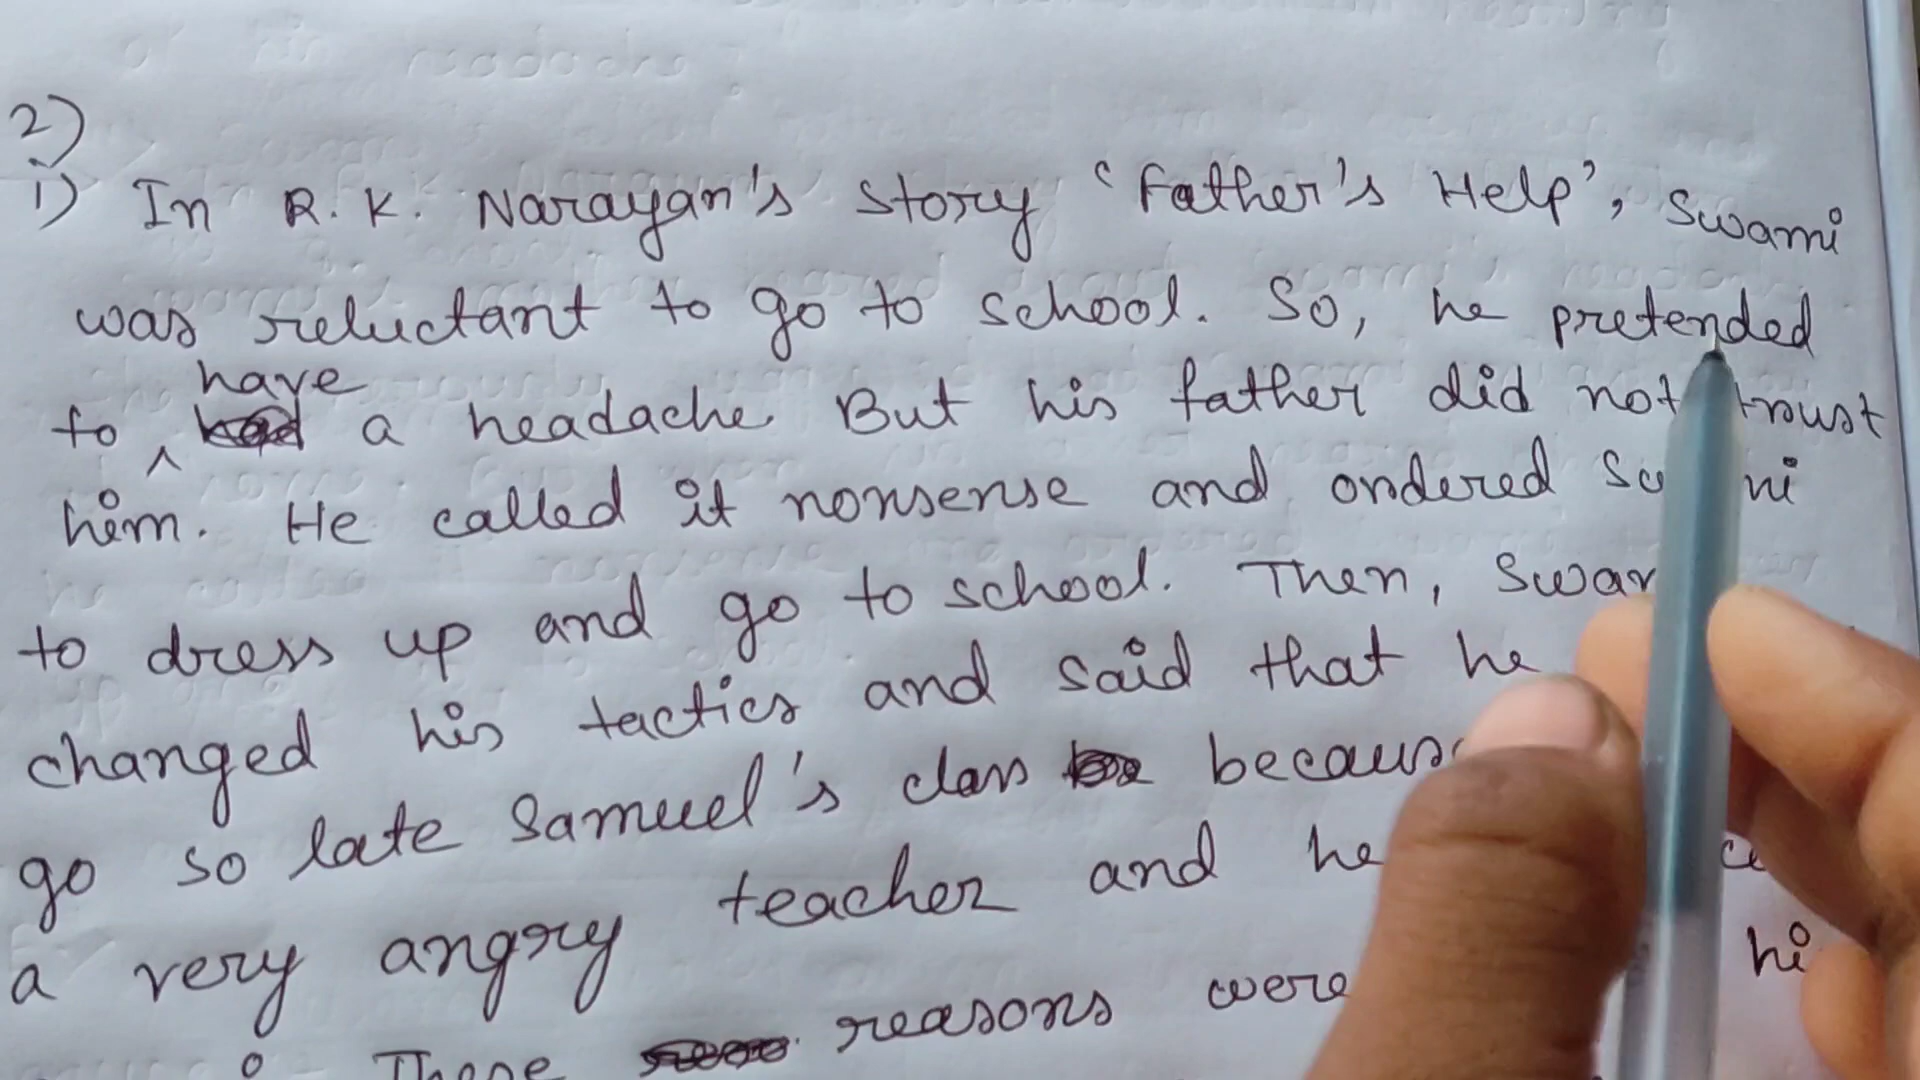 2)
i) In R. K. Narayan's story 'Father's Help', Swami
was reluctant to go to school. So, he pretended
have
to ^ a headache. But his father did not trust
him. He called it nonsense and ordered
to dress up and go to school. Then,
changed his tactics and said that he
go so late Samuel's class
a very angry teacher and he
These reasons were